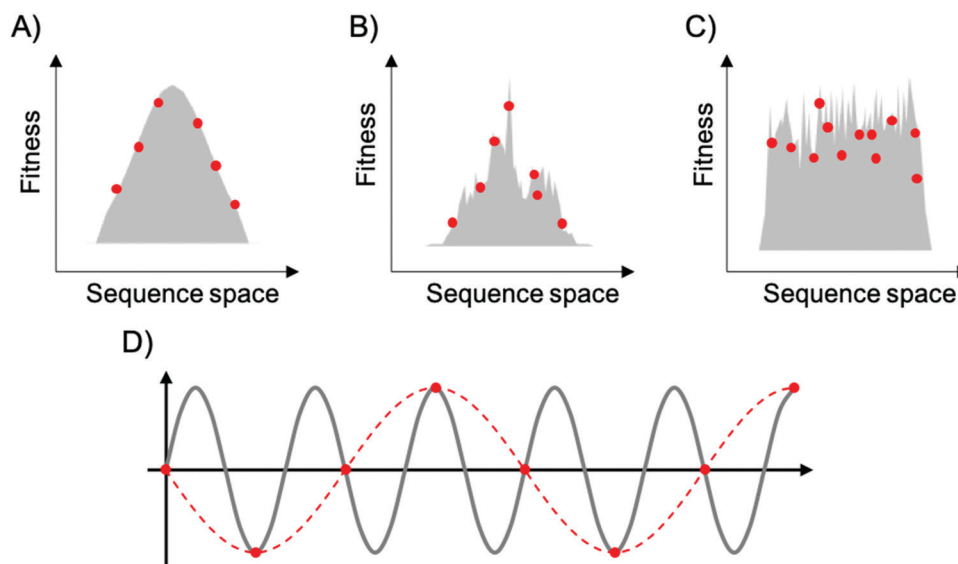 A)
Fitness
Sequence space
B)
Fitness
Sequence space
C)
Fitness
Sequence space
D)